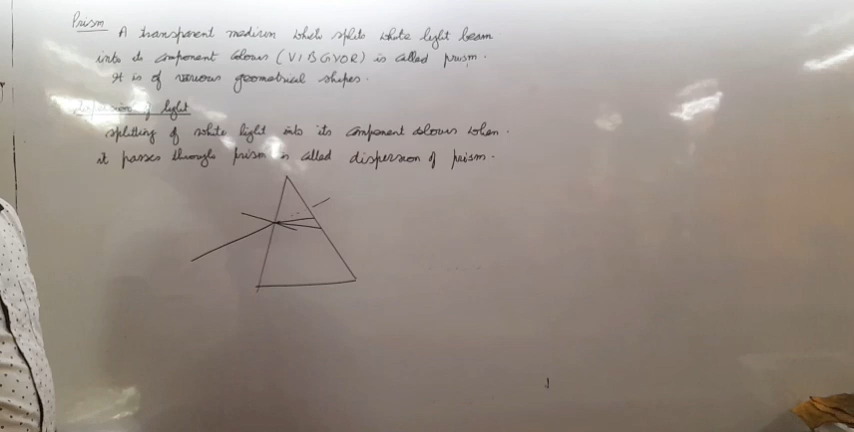 Prism
A transparent medium which splits white light beam
into its component colours (VIBGYOR) is called prism.
It is of various geometrical shapes.
Dispersion of light
splitting of white light into its component colours when
it passes through prism is called dispersion of prism.